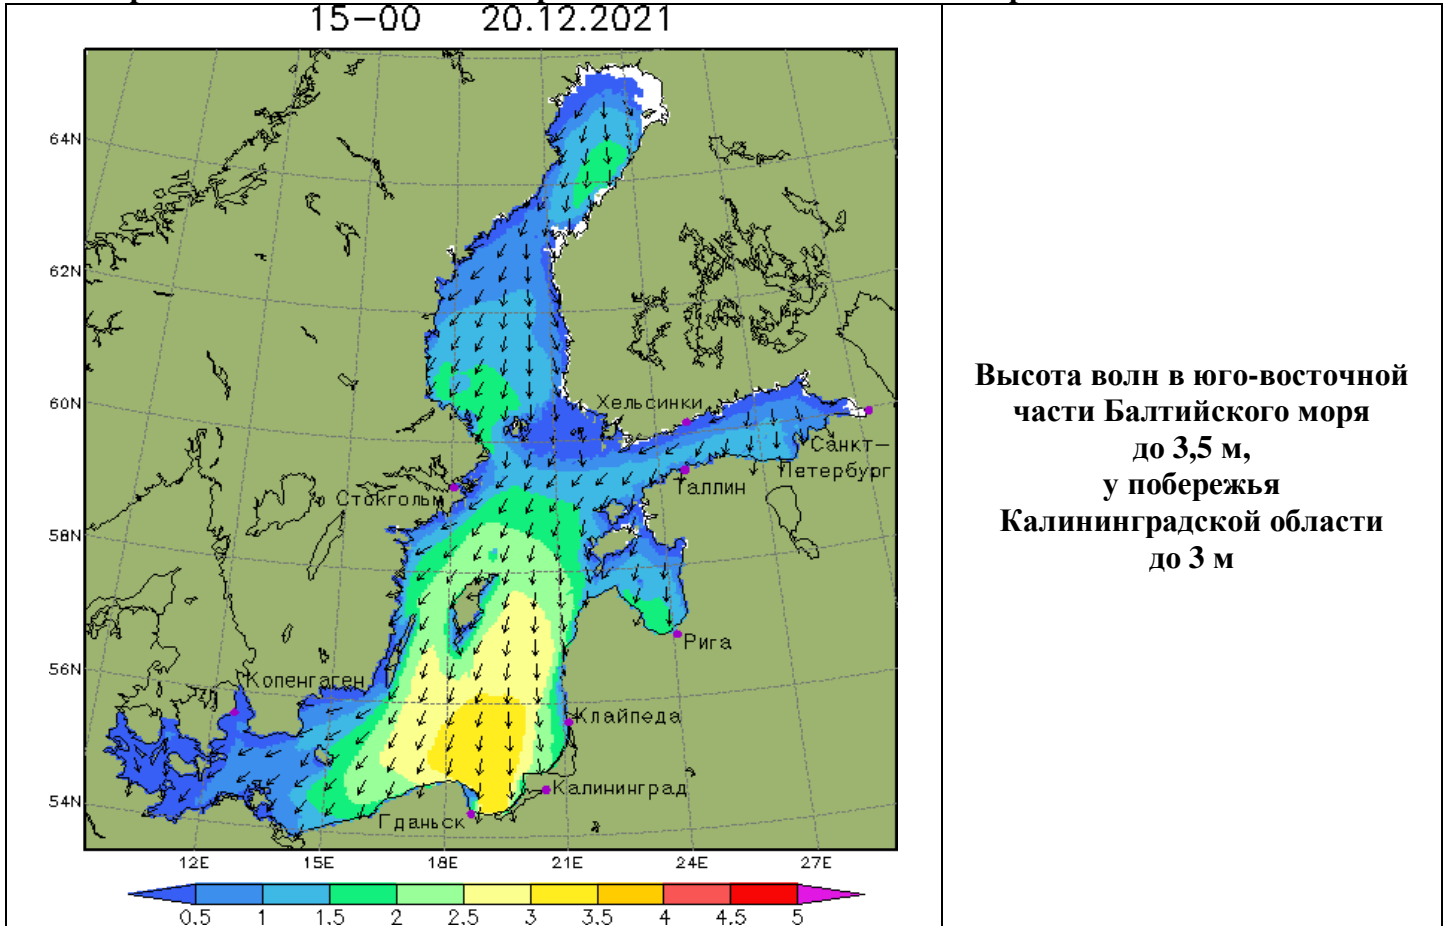 15-00 20.12.2021
64N
62N
60N
58N
56N
54N
12E 15E 18E 21E 24E 27E
Хельсинки
Санкт-
Петербург
Таллин
Стокгольм
Рига
Копенгаген
Клайпеда
Калининград
Гданьск
0,5 1 1,5 2 2,5 3 3,5 4 4,5 5
Высота волн в юго-восточной
части Балтийского моря
до 3,5 м,
у побережья
Калининградской области
до 3 м